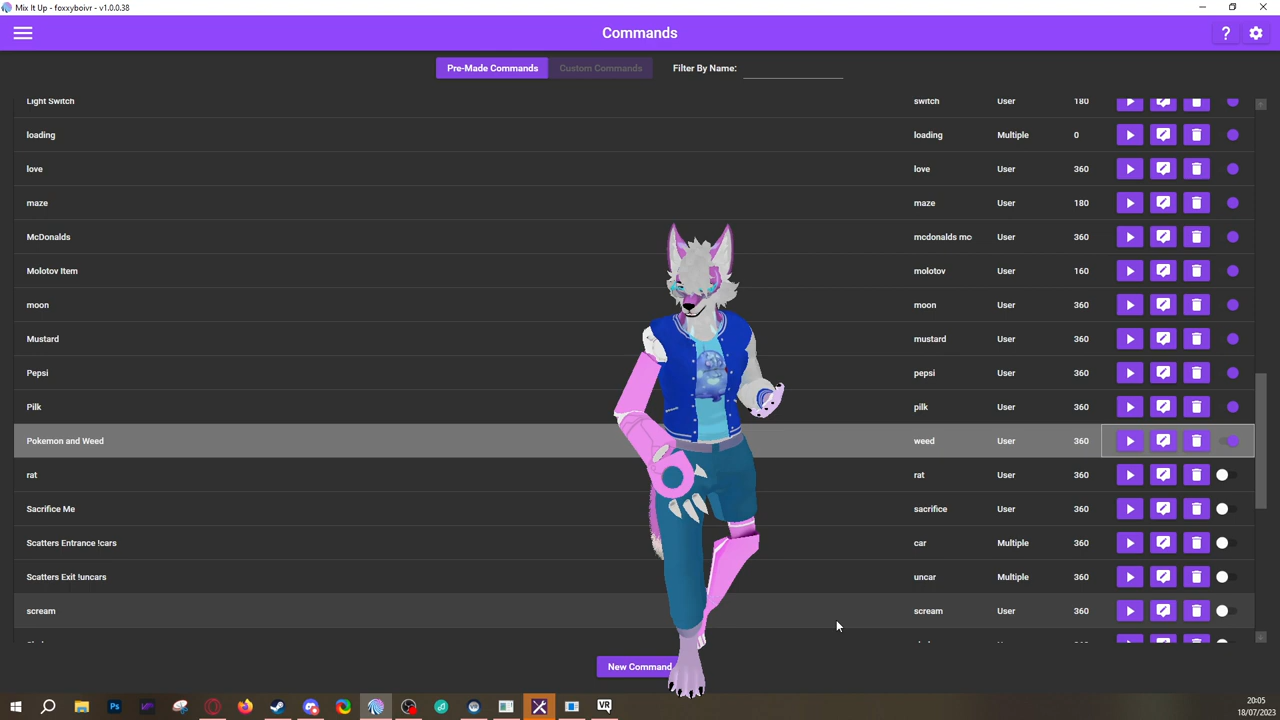 Mix It Up - foxxyboivr - v1.0.0.38
Commands
?
Pre-Made Commands Custom Commands Filter By Name:
Light Switch switch User 180
loading loading Multiple 0
love love User 360
maze maze User 180
McDonalds mcdonalds mo User 360
Molotov Item molotov User 160
moon moon User 360
Mustard mustard User 360
Pepsi pepsi User 360
Pilk pilk User 360
Pokemon and Weed weed User 360
rat rat User 360
Sacrifice Me sacrifice User 360
Scatters Entrance !cars car Multiple 360
Scatters Exit !uncars uncar Multiple 360
scream scream User 360
New Command
Ps VR 20:05
18/07/2023